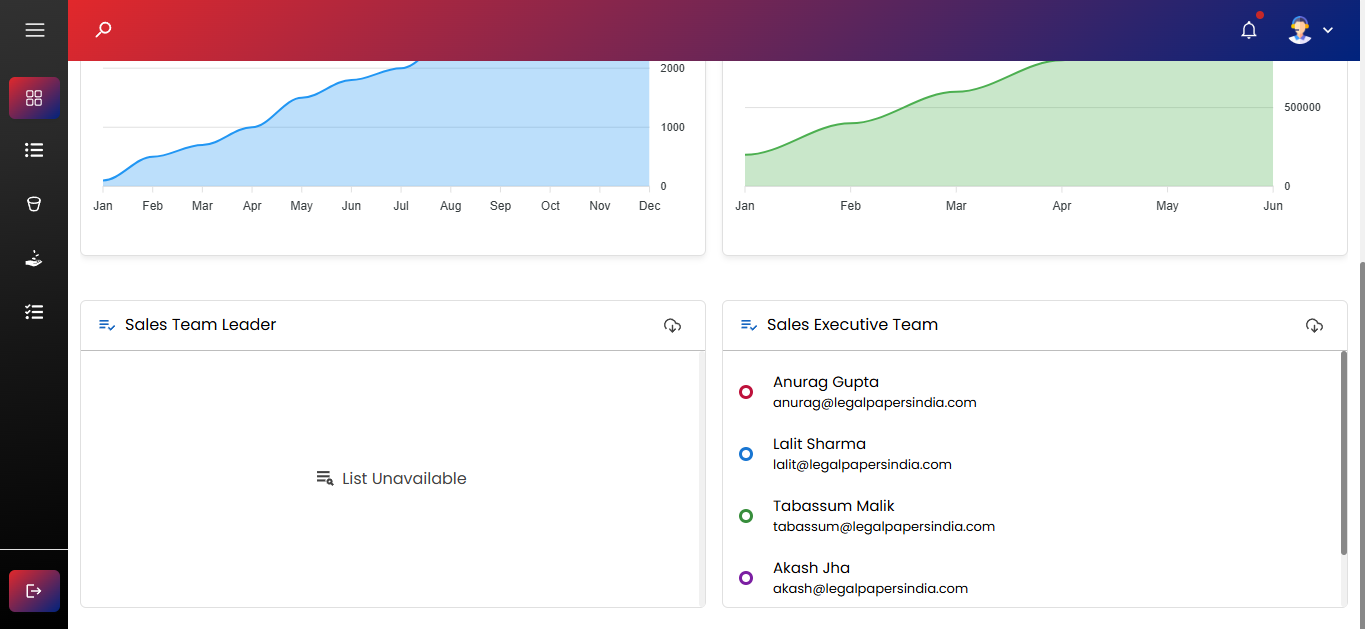 2000
1000
0
Jan Feb Mar Apr May Jun Jul Aug Sep Oct Nov Dec
500000
0
Jan Feb Mar Apr May Jun
Sales Team Leader
List Unavailable
Sales Executive Team
Anurag Gupta
anurag@legalpapersindia.com
Lalit Sharma
lalit@legalpapersindia.com
Tabassum Malik
tabassum@legalpapersindia.com
Akash Jha
akash@legalpapersindia.com